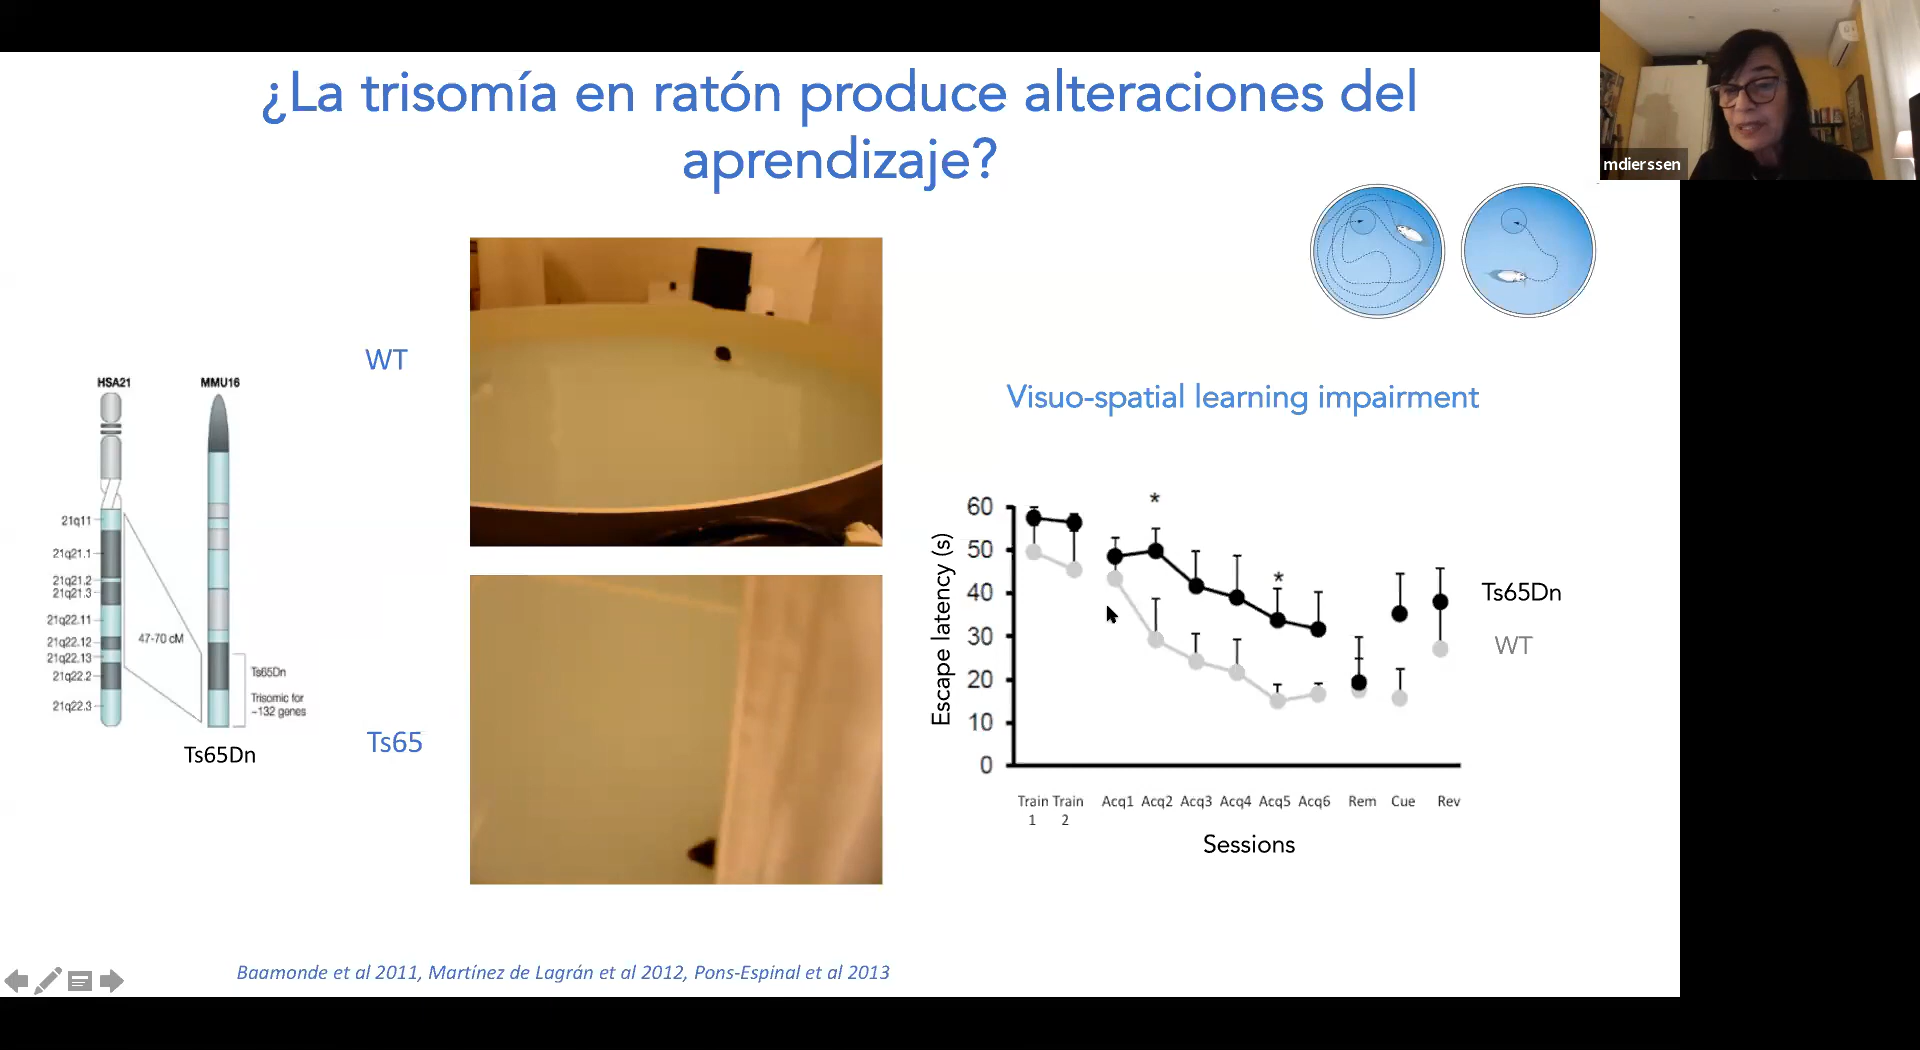 ¿La trisomía en ratón produce alteraciones del
aprendizaje?
mdierssen
HSA21
MMU16
21q11
21q21.1
21q21.2
21q21.3
21q22.11
21q22.12
21q22.13
21q22.2
21q22.3
47-70 cM
Ts65Dn
Trisomic for
~132 genes
Ts65Dn
WT
Ts65
Visuo-spatial learning impairment
Escape latency (s)
60
50
40
30
20
10
0
*
*
Ts65Dn
WT
Train Train Acq1 Acq2 Acq3 Acq4 Acq5 Acq6 Rem Cue Rev
1 2
Sessions
Baamonde et al 2011, Martínez de Lagrán et al 2012, Pons-Espinal et al 2013